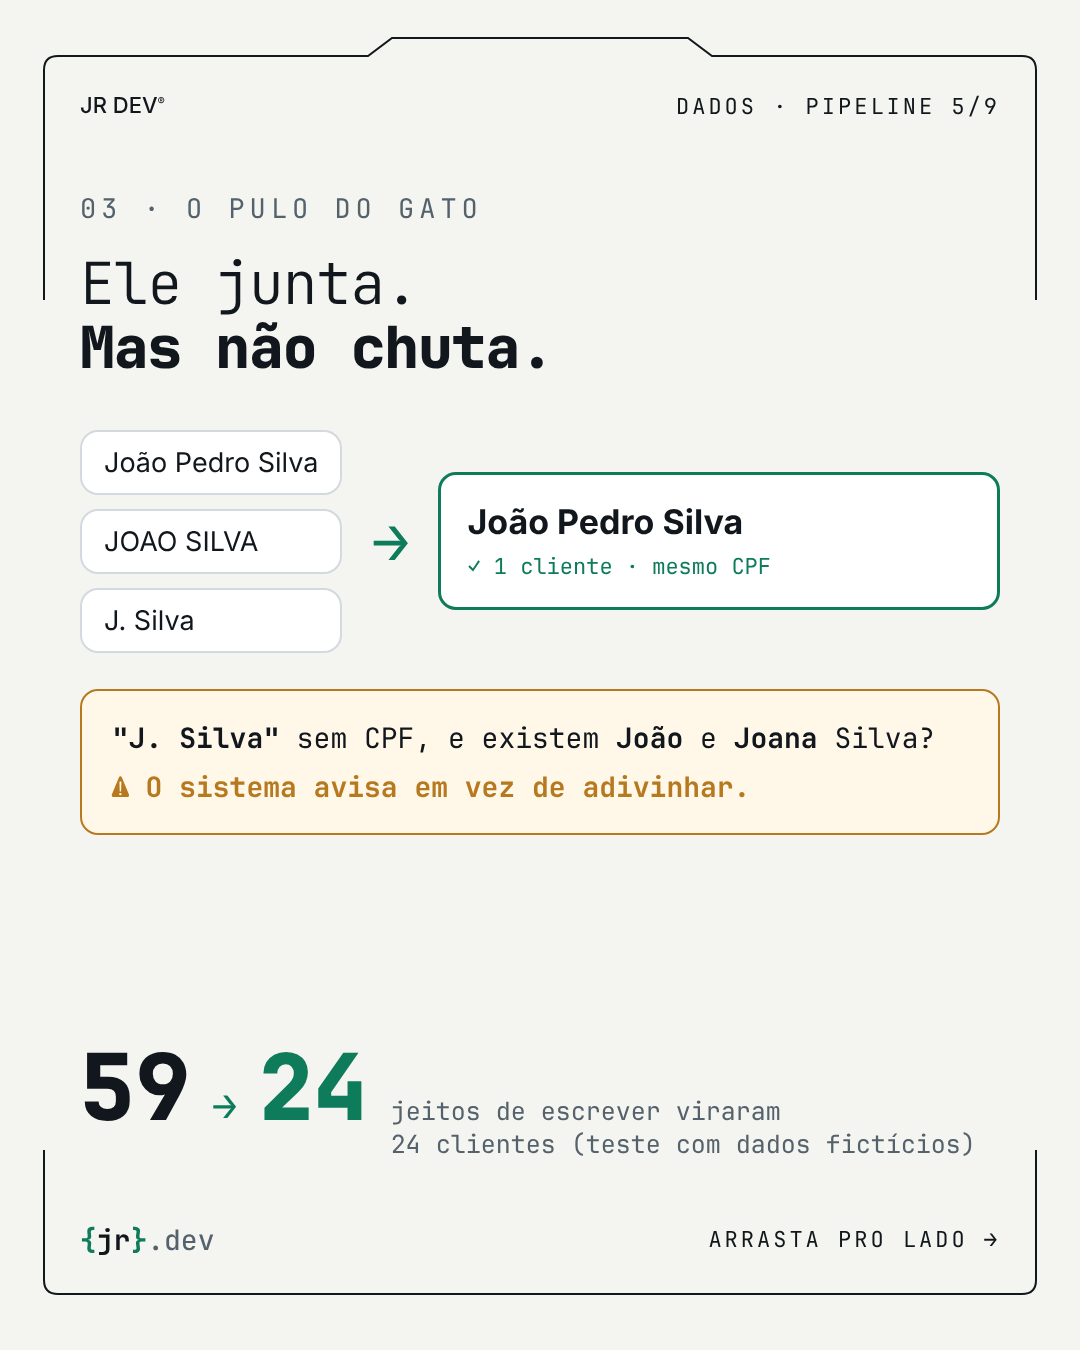 JR DEV®
DADOS · PIPELINE 5/9
03 · O PULO DO GATO
Ele junta.
Mas não chuta.
João Pedro Silva
JOAO SILVA
J. Silva
→
João Pedro Silva
✓ 1 cliente · mesmo CPF
"J. Silva" sem CPF, e existem João e Joana Silva?
⚠ O sistema avisa em vez de adivinhar.
59 → 24
jeitos de escrever viraram
24 clientes (teste com dados fictícios)
{jr}.dev
ARRASTA PRO LADO →